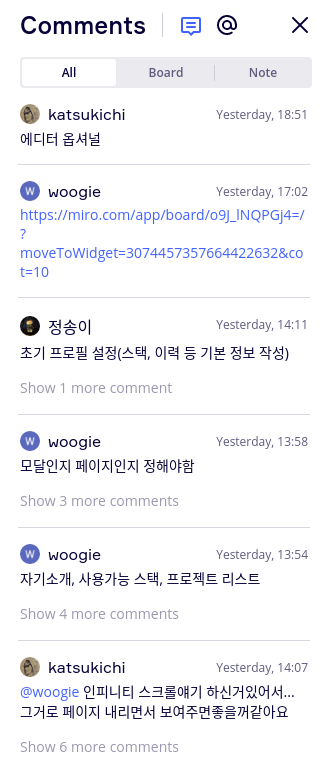 Comments
All Board Note
katsukichi Yesterday, 18:51
에디터 옵셔널
W woogie Yesterday, 17:02
https://miro.com/app/board/o9J_lNQPGj4=/
?
moveToWidget=3074457357664422632&co
t=10
정송이 Yesterday, 14:11
초기 프로필 설정(스택, 이력 등 기본 정보 작성)
Show 1 more comment
W woogie Yesterday, 13:58
모달인지 페이지인지 정해야함
Show 3 more comments
W woogie Yesterday, 13:54
자기소개, 사용가능 스택, 프로젝트 리스트
Show 4 more comments
katsukichi Yesterday, 14:07
@woogie 인피니티 스크롤얘기 하신거있어서...
그거로 페이지 내리면서 보여주면좋을꺼같아요
Show 6 more comments